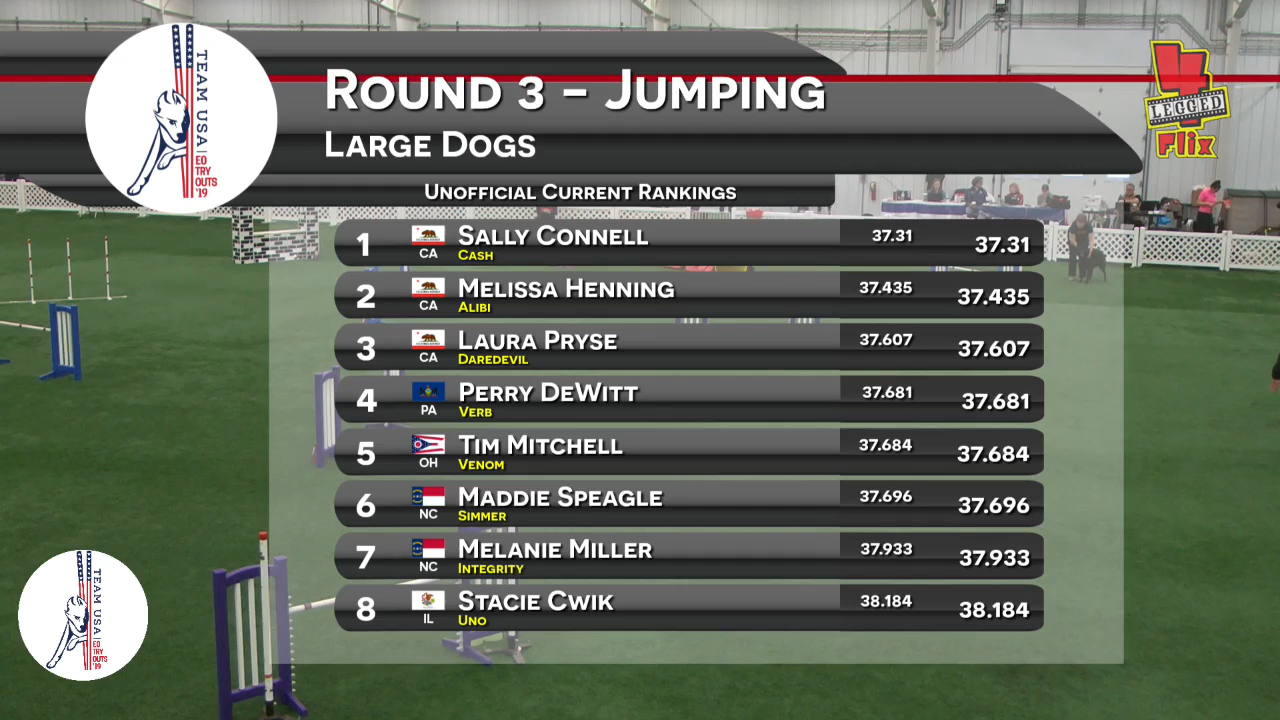 TEAM USA
EO
TRY
OUTS
'19
Round 3 - Jumping
Large Dogs
4
LEGGED
Flix
Unofficial Current Rankings
1 CA Sally Connell 37.31 37.31
Cash
2 CA Melissa Henning 37.435 37.435
Alibi
3 CA Laura Pryse 37.607 37.607
Daredevil
4 PA Perry DeWitt 37.681 37.681
Verb
5 OH Tim Mitchell 37.684 37.684
Venom
6 NC Maddie Speagle 37.696 37.696
Simmer
7 NC Melanie Miller 37.933 37.933
Integrity
8 IL Stacie Cwik 38.184 38.184
Uno
TEAM USA
EO
TRY
OUTS
'19